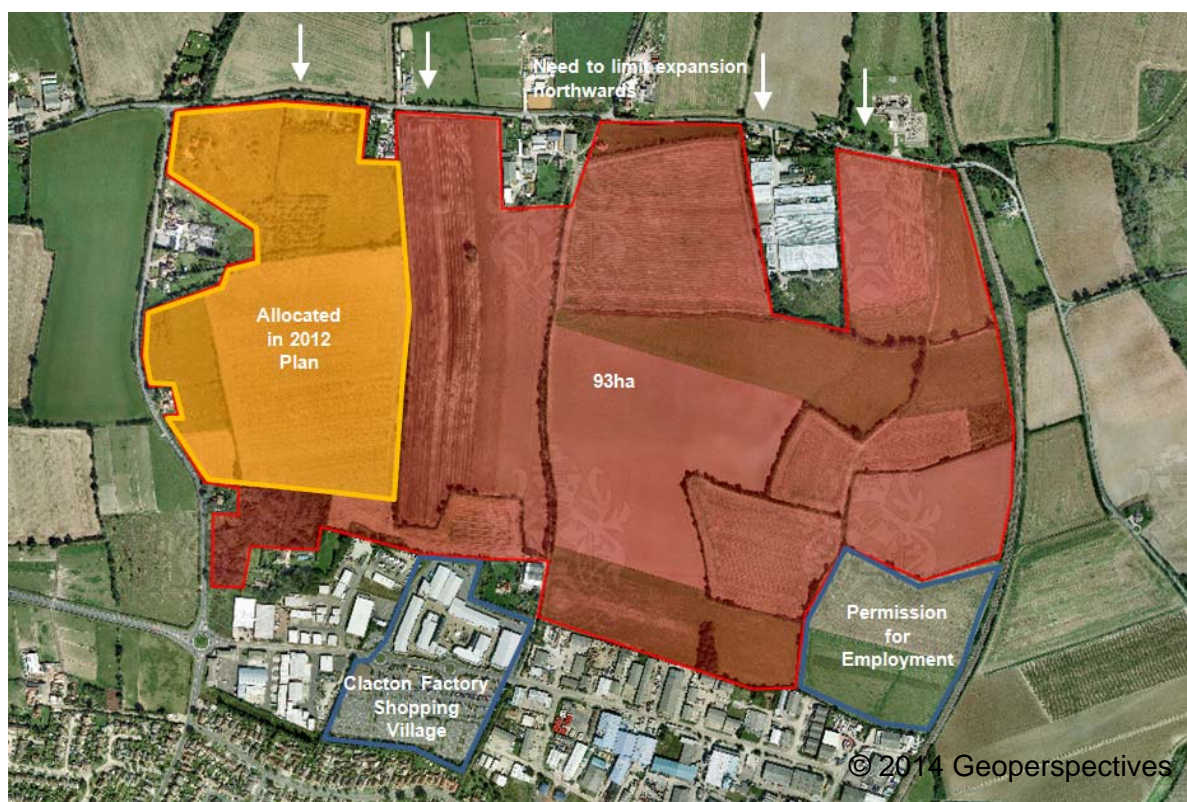 Need to limit expansion
northwards
Allocated
in 2012
Plan
93ha
Permission
for
Employment
Clacton Factory
Shopping
Village
© 2014 Geoperspectives